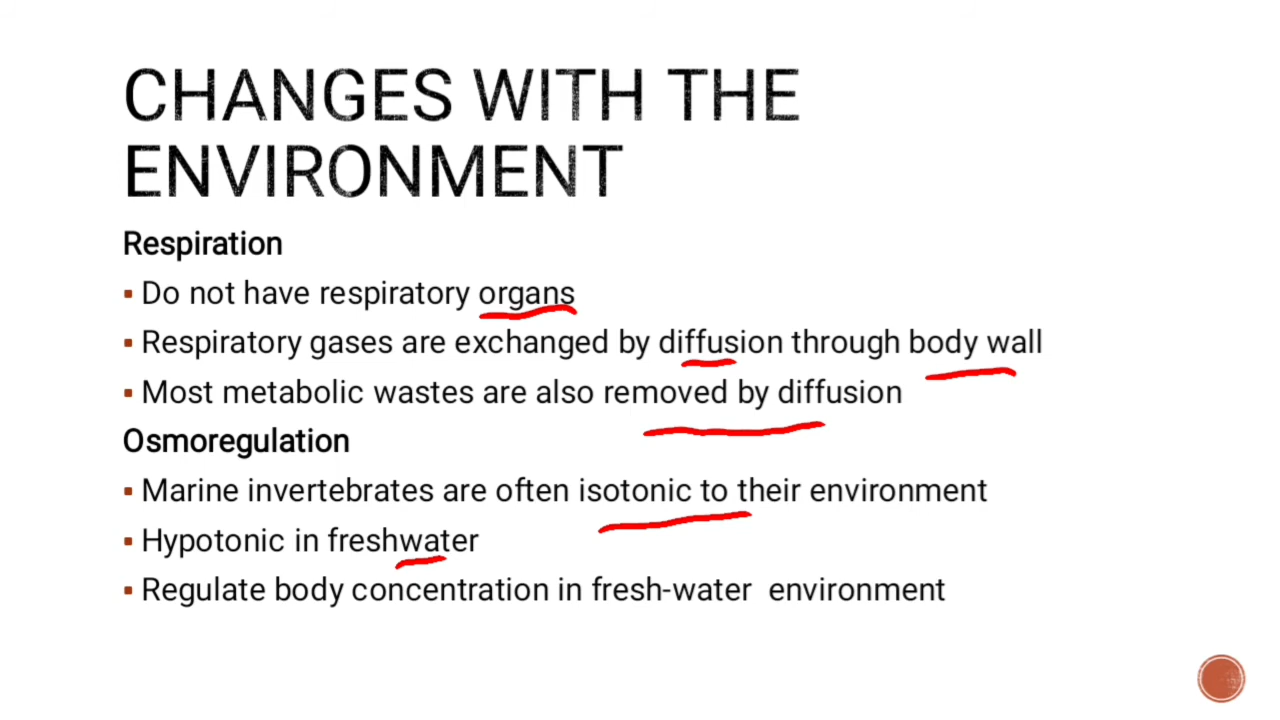 CHANGES WITH THE
ENVIRONMENT
Respiration
▪ Do not have respiratory organs
▪ Respiratory gases are exchanged by diffusion through body wall
▪ Most metabolic wastes are also removed by diffusion
Osmoregulation
▪ Marine invertebrates are often isotonic to their environment
▪ Hypotonic in freshwater
▪ Regulate body concentration in fresh-water  environment